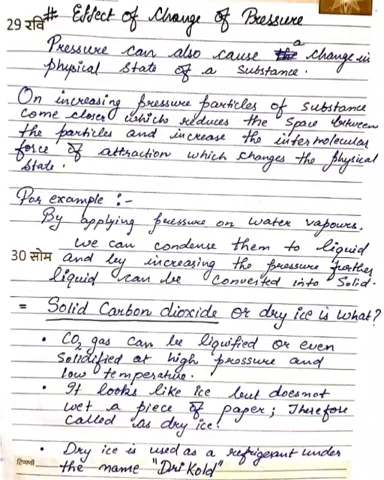 # Effect of Change of Pressure
29 रवि
Pressure can also cause a change in
physical state of a substance.
On increasing pressure particles of substance
come closer which reduces the space between
the particles and increase the intermolecular
force of attraction which changes the physical
state.
For example :-
By applying pressure on water vapours,
we can condense them to liquid
30 सोम and by increasing the pressure further
liquid can be converted into Solid.
= Solid Carbon dioxide or dry ice is what?
• CO₂ gas can be liquified or even
Solidified at high pressure and
low temperature.
• It looks like ice but doesnot
wet a piece of paper; Therefore
called as dry ice.
• Dry ice is used as a refrigerant under
टिप्पणी the name "Dri Kold"